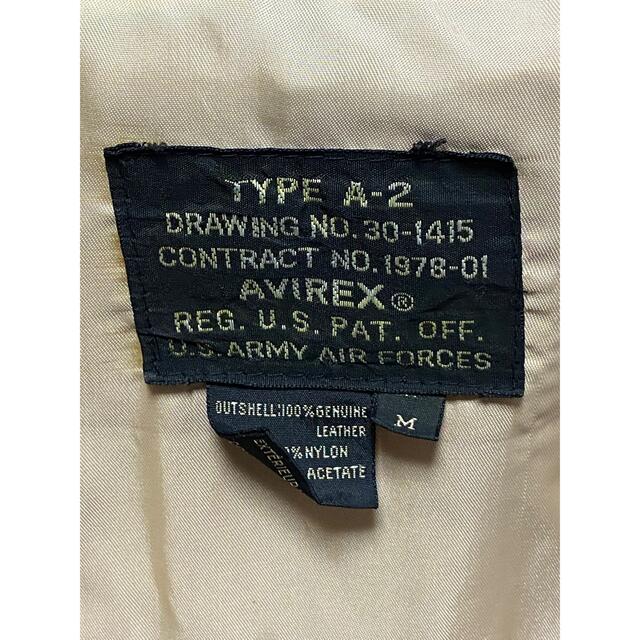 TYPE A-2
DRAWING NO. 30-1415
CONTRACT NO. 1978-01
AVIREX®
REG. U.S. PAT. OFF.
U.S. ARMY AIR FORCES
OUTSHELL:100%GENUINE
LEATHER
%NYLON
ACETATE
EXTÉRIEUR
M